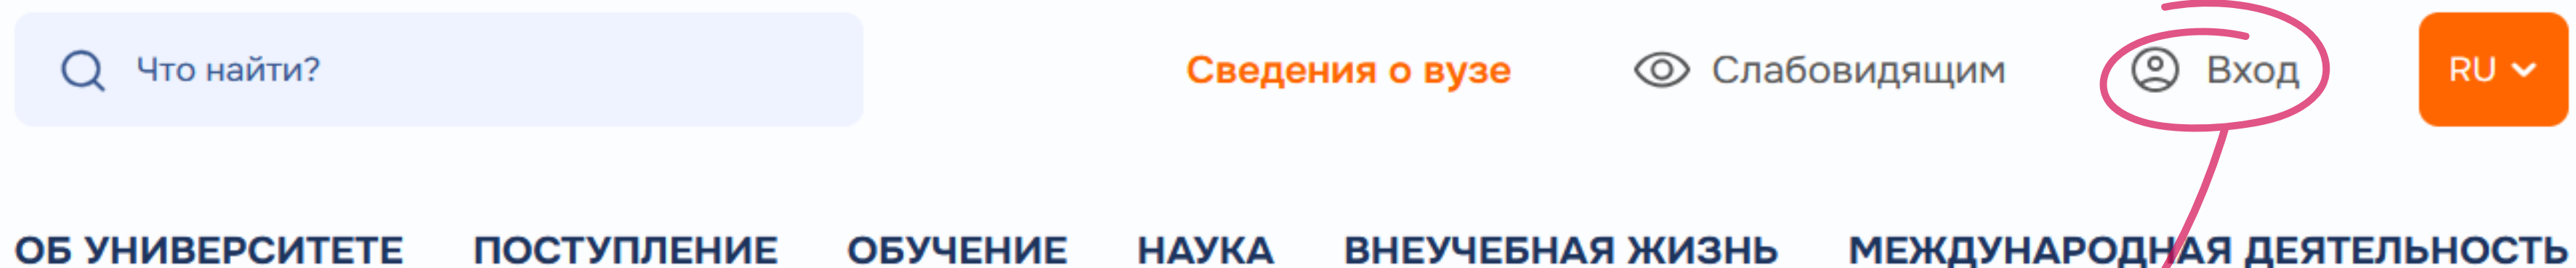 Что найти? Сведения о вузе Слабовидящим Вход RU
ОБ УНИВЕРСИТЕТЕ ПОСТУПЛЕНИЕ ОБУЧЕНИЕ НАУКА ВНЕУЧЕБНАЯ ЖИЗНЬ МЕЖДУНАРОДНАЯ ДЕЯТЕЛЬНОСТЬ